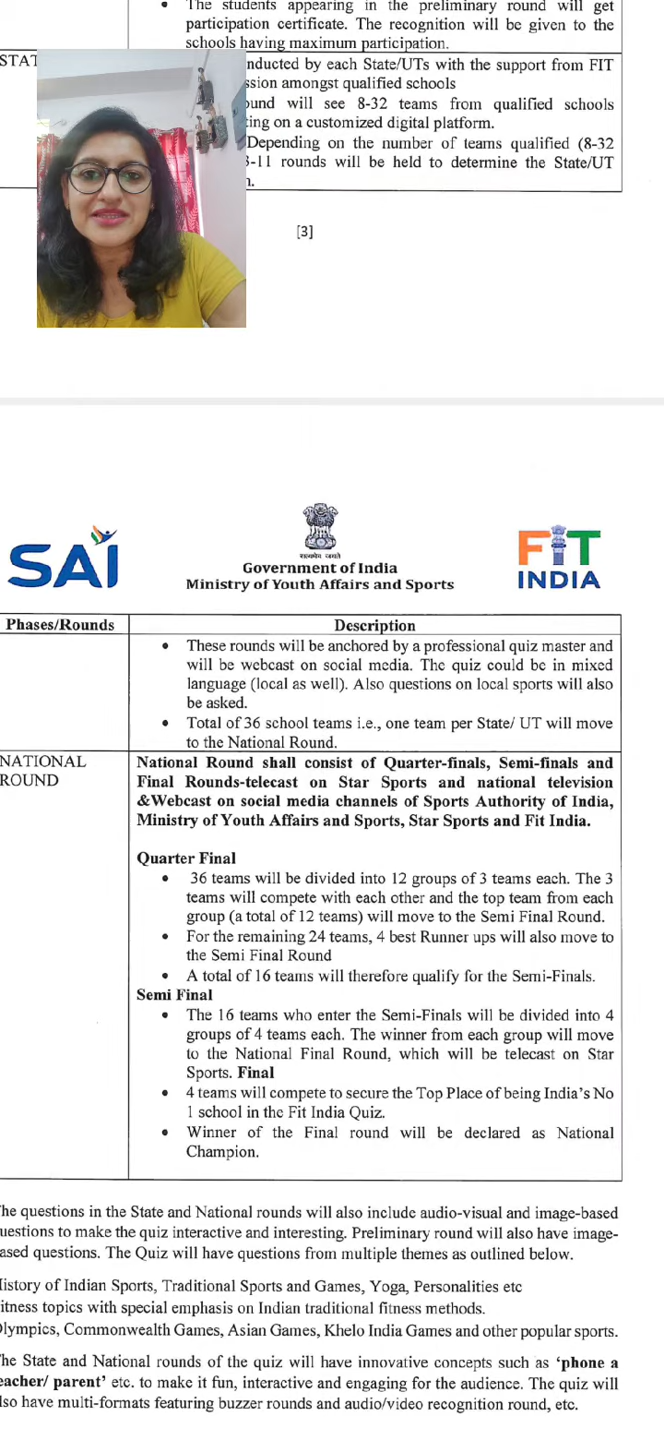 The students appearing in the preliminary round will get
participation certificate. The recognition will be given to the
schools having maximum participation.
nducted by each State/UTs with the support from FIT
ssion amongst qualified schools
ound will see 8-32 teams from qualified schools
ing on a customized digital platform.
Depending on the number of teams qualified (8-32
3-11 rounds will be held to determine the State/UT
[3]
SAI
सत्यमेव जयते
Government of India
Ministry of Youth Affairs and Sports
FIT
INDIA
Phases/Rounds Description
• These rounds will be anchored by a professional quiz master and
will be webcast on social media. The quiz could be in mixed
language (local as well). Also questions on local sports will also
be asked.
• Total of 36 school teams i.e., one team per State/ UT will move
to the National Round.
NATIONAL
ROUND
National Round shall consist of Quarter-finals, Semi-finals and
Final Rounds-telecast on Star Sports and national television
&Webcast on social media channels of Sports Authority of India,
Ministry of Youth Affairs and Sports, Star Sports and Fit India.
Quarter Final
• 36 teams will be divided into 12 groups of 3 teams each. The 3
teams will compete with each other and the top team from each
group (a total of 12 teams) will move to the Semi Final Round.
• For the remaining 24 teams, 4 best Runner ups will also move to
the Semi Final Round
• A total of 16 teams will therefore qualify for the Semi-Finals.
Semi Final
• The 16 teams who enter the Semi-Finals will be divided into 4
groups of 4 teams each. The winner from each group will move
to the National Final Round, which will be telecast on Star
Sports. Final
• 4 teams will compete to secure the Top Place of being India's No
1 school in the Fit India Quiz.
• Winner of the Final round will be declared as National
Champion.
he questions in the State and National rounds will also include audio-visual and image-based
uestions to make the quiz interactive and interesting. Preliminary round will also have image-
ased questions. The Quiz will have questions from multiple themes as outlined below.
istory of Indian Sports, Traditional Sports and Games, Yoga, Personalities etc
itness topics with special emphasis on Indian traditional fitness methods.
lympics, Commonwealth Games, Asian Games, Khelo India Games and other popular sports.
he State and National rounds of the quiz will have innovative concepts such as 'phone a
eacher/ parent' etc. to make it fun, interactive and engaging for the audience. The quiz will
lso have multi-formats featuring buzzer rounds and audio/video recognition round, etc.